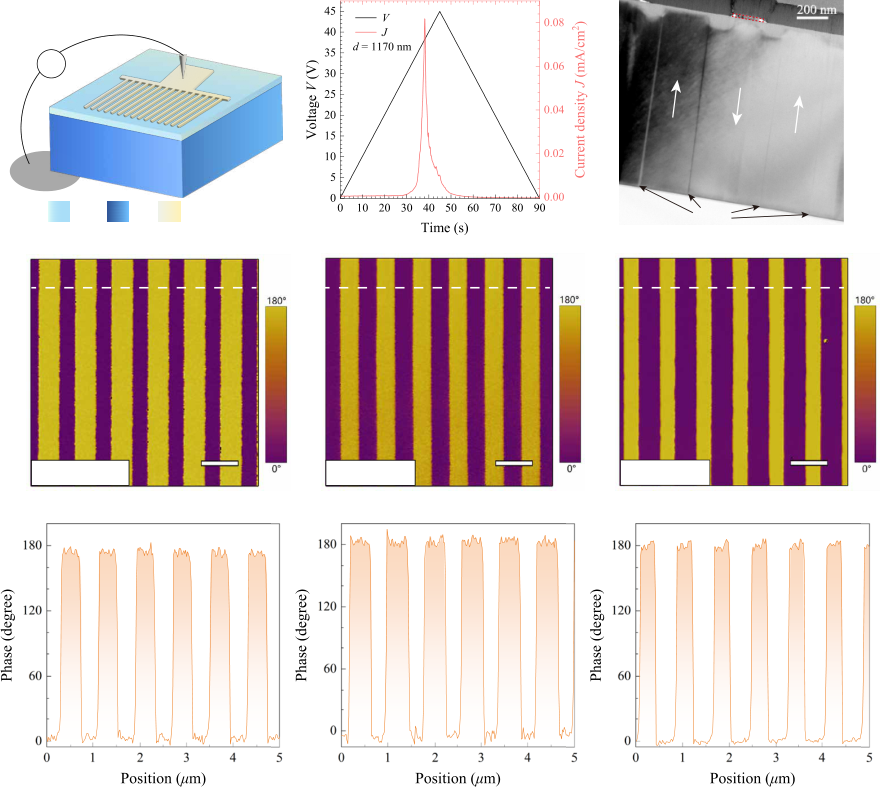 Voltage V (V)
45
40
35
30
25
20
15
10
5
0
V
J
d = 1170 nm
0.08
0.06
0.04
0.02
0.00
Current density J (mA/cm²)
0 10 20 30 40 50 60 70 80 90
Time (s)
200 nm
180°
0°
180°
0°
180°
0°
Phase (degree)
180
120
60
0
0 1 2 3 4 5
Position (μm)
Phase (degree)
180
120
60
0
0 1 2 3 4 5
Position (μm)
Phase (degree)
180
120
60
0
0 1 2 3 4 5
Position (μm)